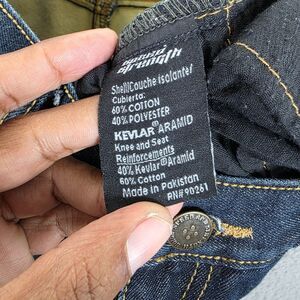 Speed
Strength
Shell/Couche isolante/
Cubierta:
60% COTTON
40% POLYESTER
KEVLAR® ARAMID
Knee and Seat
Reinforcements
40% Kevlar® Aramid
60% Cotton
Made in Pakistan
RN#90261